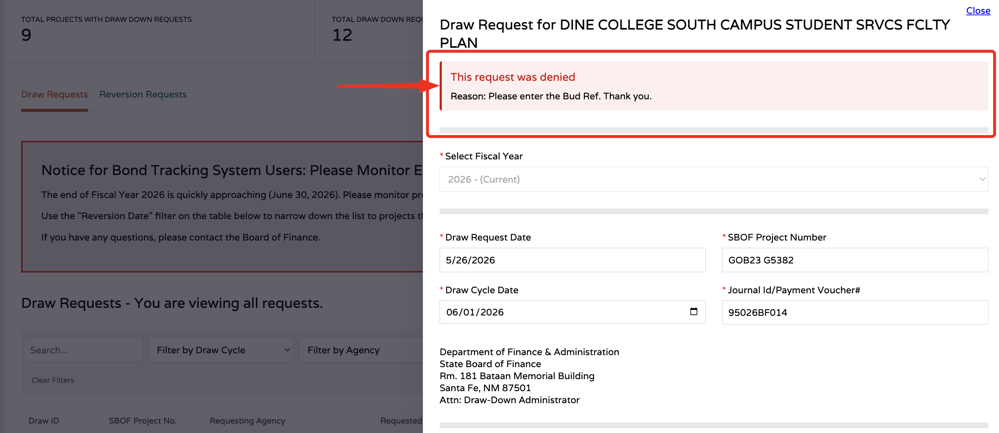 TOTAL PROJECTS WITH DRAW DOWN REQUESTS
9
TOTAL DRAW DOWN
12
Draw Requests
Reversion Requests
Notice for Bond Tracking System Users: Please Monitor
The end of Fiscal Year 2026 is quickly approaching (June 30, 2026). Please monitor
Use the "Reversion Date" filter on the table below to narrow down the list to projects
If you have any questions, please contact the Board of Finance.
Draw Requests - You are viewing all requests.
Search...
Filter by Draw Cycle
Filter by Agency
Clear Filters
Draw ID
SBOF Project No.
Requesting Agency
Requested
Close
Draw Request for DINE COLLEGE SOUTH CAMPUS STUDENT SRVCS FCLTY
PLAN
This request was denied
Reason: Please enter the Bud Ref. Thank you.
* Select Fiscal Year
2026 - (Current)
* Draw Request Date
5/26/2026
* SBOF Project Number
GOB23 G5382
* Draw Cycle Date
06/01/2026
* Journal Id/Payment Voucher#
95026BF014
Department of Finance & Administration
State Board of Finance
Rm. 181 Bataan Memorial Building
Santa Fe, NM 87501
Attn: Draw-Down Administrator